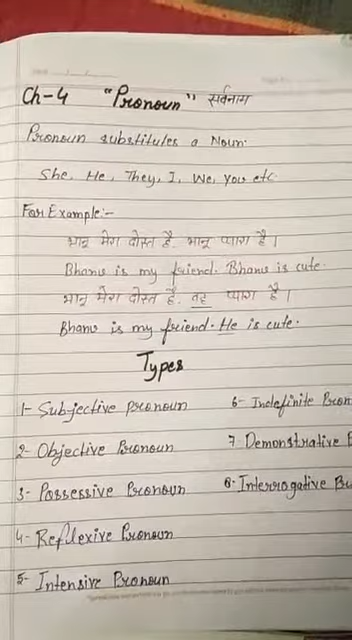 Ch-4 "Pronoun" सर्वनाम
Pronoun substitutes a Noun.
She, He, They, I, We, You etc
For Example:-
भानू मेरा दोस्त है. भानू प्यारा है।
Bhanu is my friend. Bhanu is cute.
भानू मेरा दोस्त है. वह प्यारा है।
Bhanu is my friend. He is cute.
Types
1- Subjective pronoun 6- Indefinite Pron
2- Objective Pronoun 7 Demonstrative P
3- Possessive Pronoun 8- Interrogative
4- Reflexive Pronoun
5- Intensive Pronoun